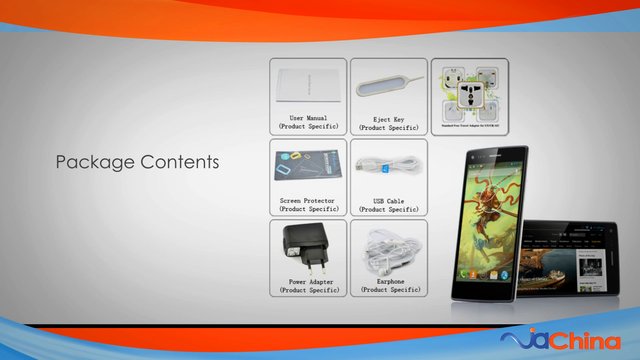 Package Contents
User Manual
(Product Specific)
Eject Key
(Product Specific)
Screen Protector
(Product Specific)
USB Cable
(Product Specific)
Power Adapter
(Product Specific)
Earphone
(Product Specific)
viaChina